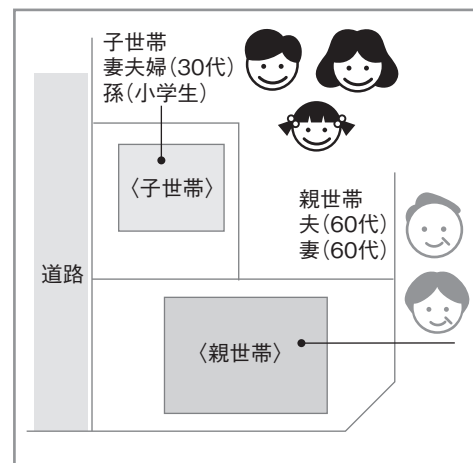 子世帯
妻夫婦(30代)
孫(小学生)
〈子世帯〉
親世帯
夫(60代)
妻(60代)
道路
〈親世帯〉